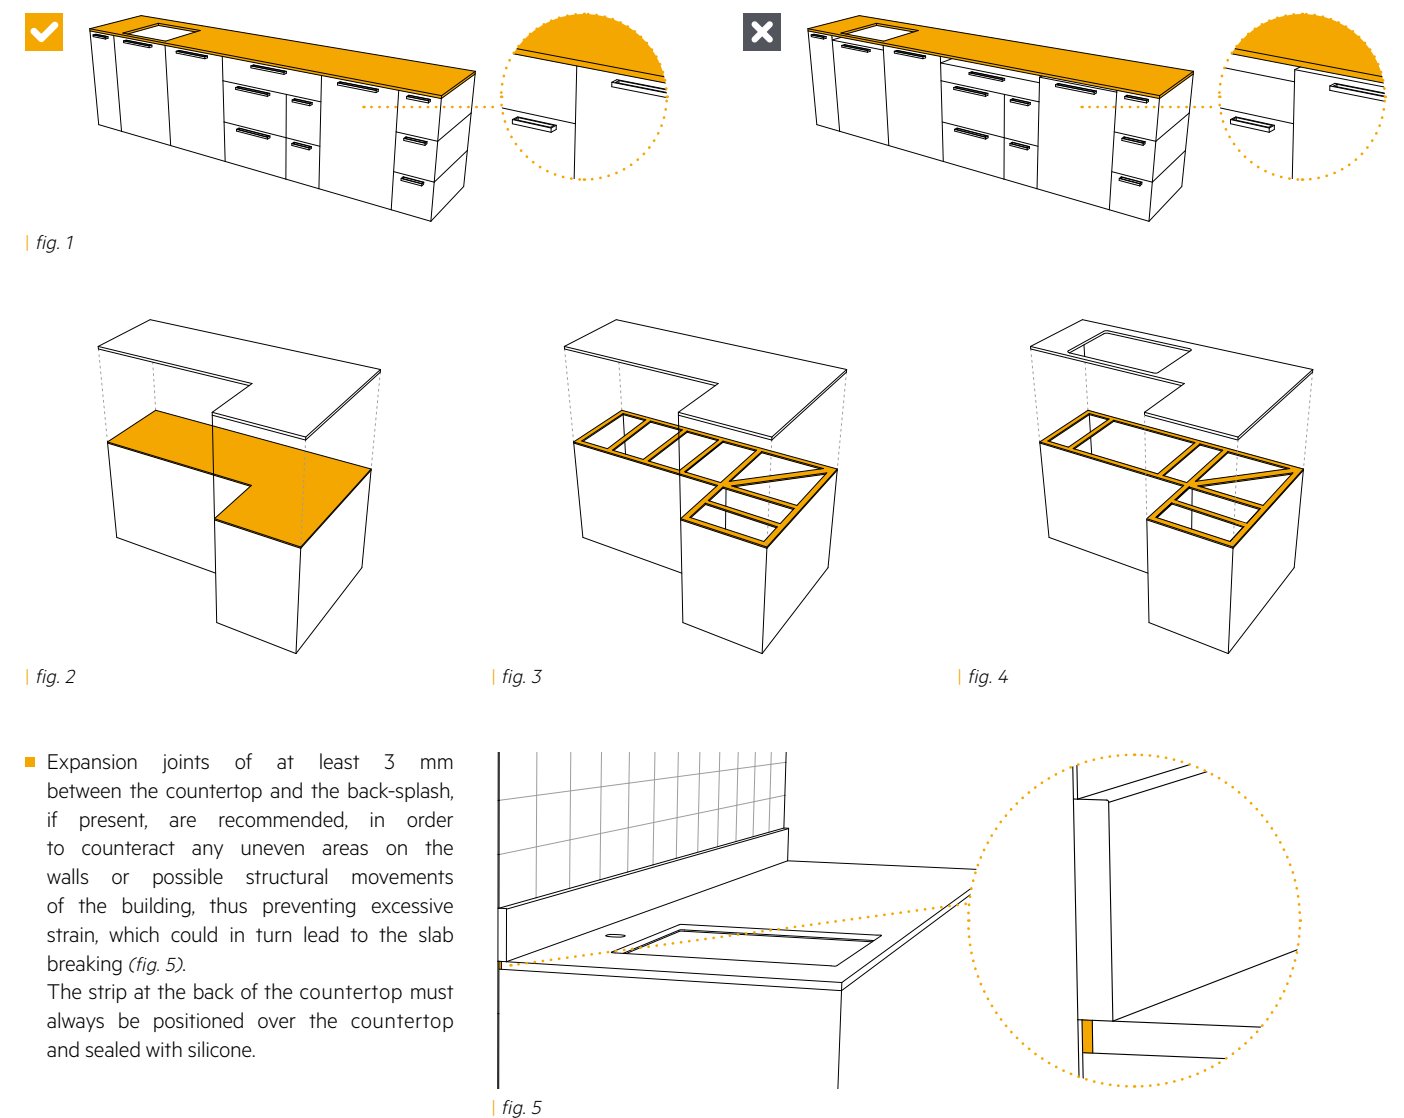 | fig. 1
| fig. 2
| fig. 3
| fig. 4
Expansion joints of at least 3 mm
between the countertop and the back-splash,
if present, are recommended, in order
to counteract any uneven areas on the
walls or possible structural movements
of the building, thus preventing excessive
strain, which could in turn lead to the slab
breaking (fig. 5).
The strip at the back of the countertop must
always be positioned over the countertop
and sealed with silicone.
| fig. 5